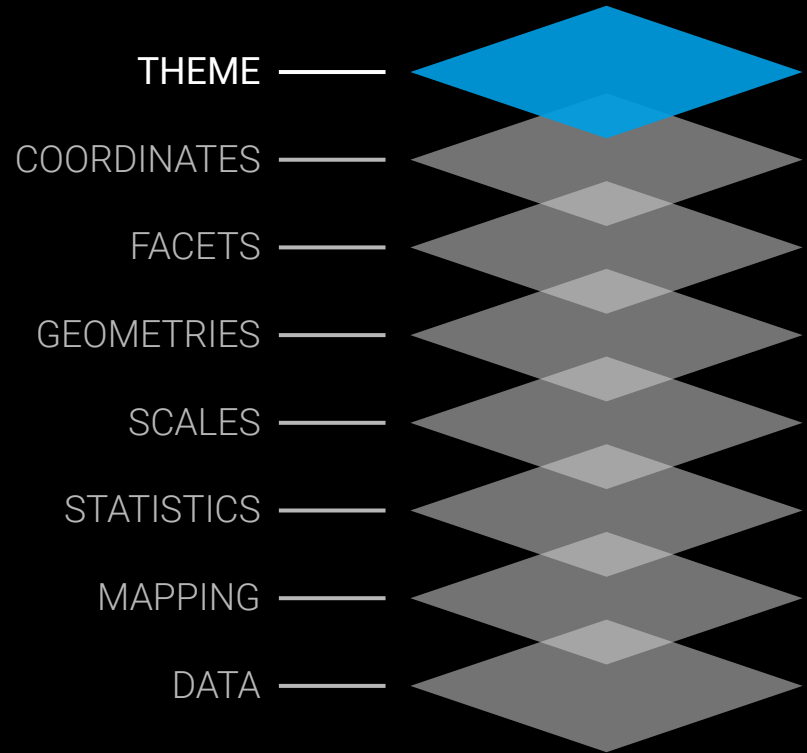 THEME
COORDINATES
FACETS
GEOMETRIES
SCALES
STATISTICS
MAPPING
DATA